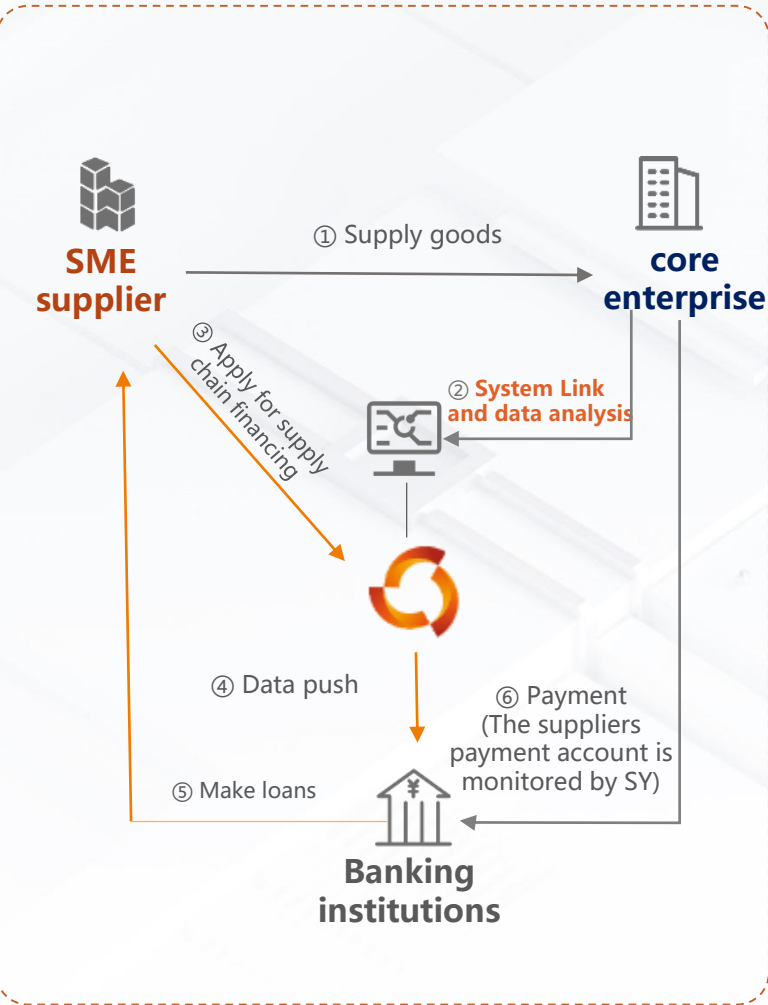 ① Supply goods
SME
supplier
core
enterprise
③ Apply for supply
chain financing
② System Link
and data analysis
④ Data push
⑥ Payment
(The suppliers
payment account is
monitored by SY)
⑤ Make loans
¥
Banking
institutions